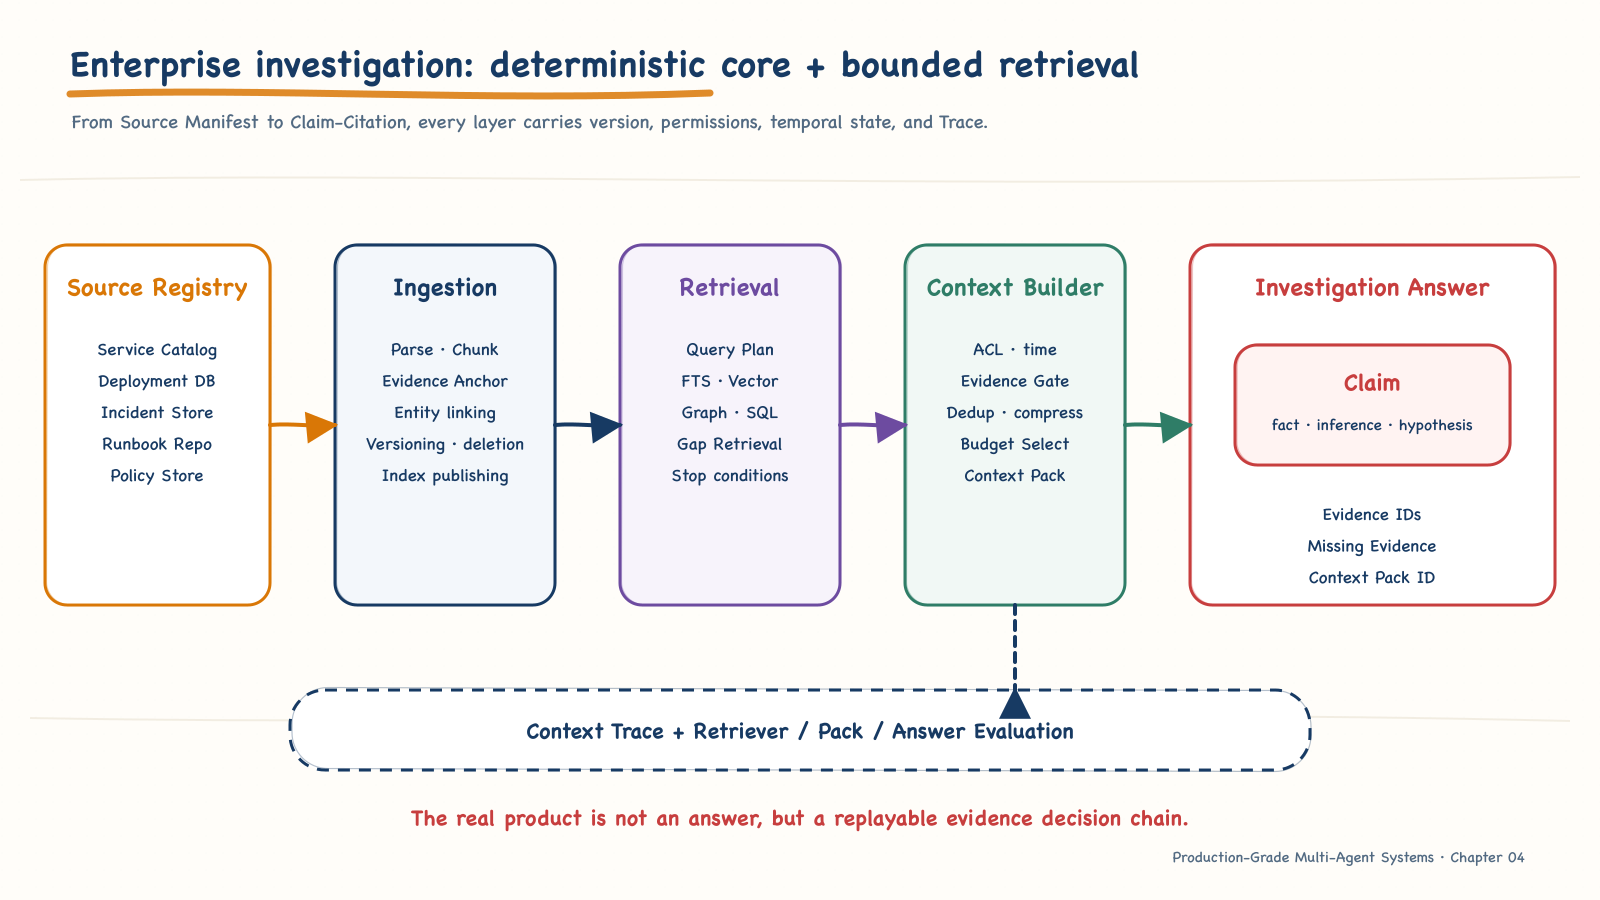 Enterprise investigation: deterministic core + bounded retrieval
From Source Manifest to Claim-Citation, every layer carries version, permissions, temporal state, and Trace.
Source Registry
Service Catalog
Deployment DB
Incident Store
Runbook Repo
Policy Store
Ingestion
Parse · Chunk
Evidence Anchor
Entity linking
Versioning · deletion
Index publishing
Retrieval
Query Plan
FTS · Vector
Graph · SQL
Gap Retrieval
Stop conditions
Context Builder
ACL · time
Evidence Gate
Dedup · compress
Budget Select
Context Pack
Investigation Answer
Claim
fact · inference · hypothesis
Evidence IDs
Missing Evidence
Context Pack ID
Context Trace + Retriever / Pack / Answer Evaluation
The real product is not an answer, but a replayable evidence decision chain.
Production-Grade Multi-Agent Systems · Chapter 04